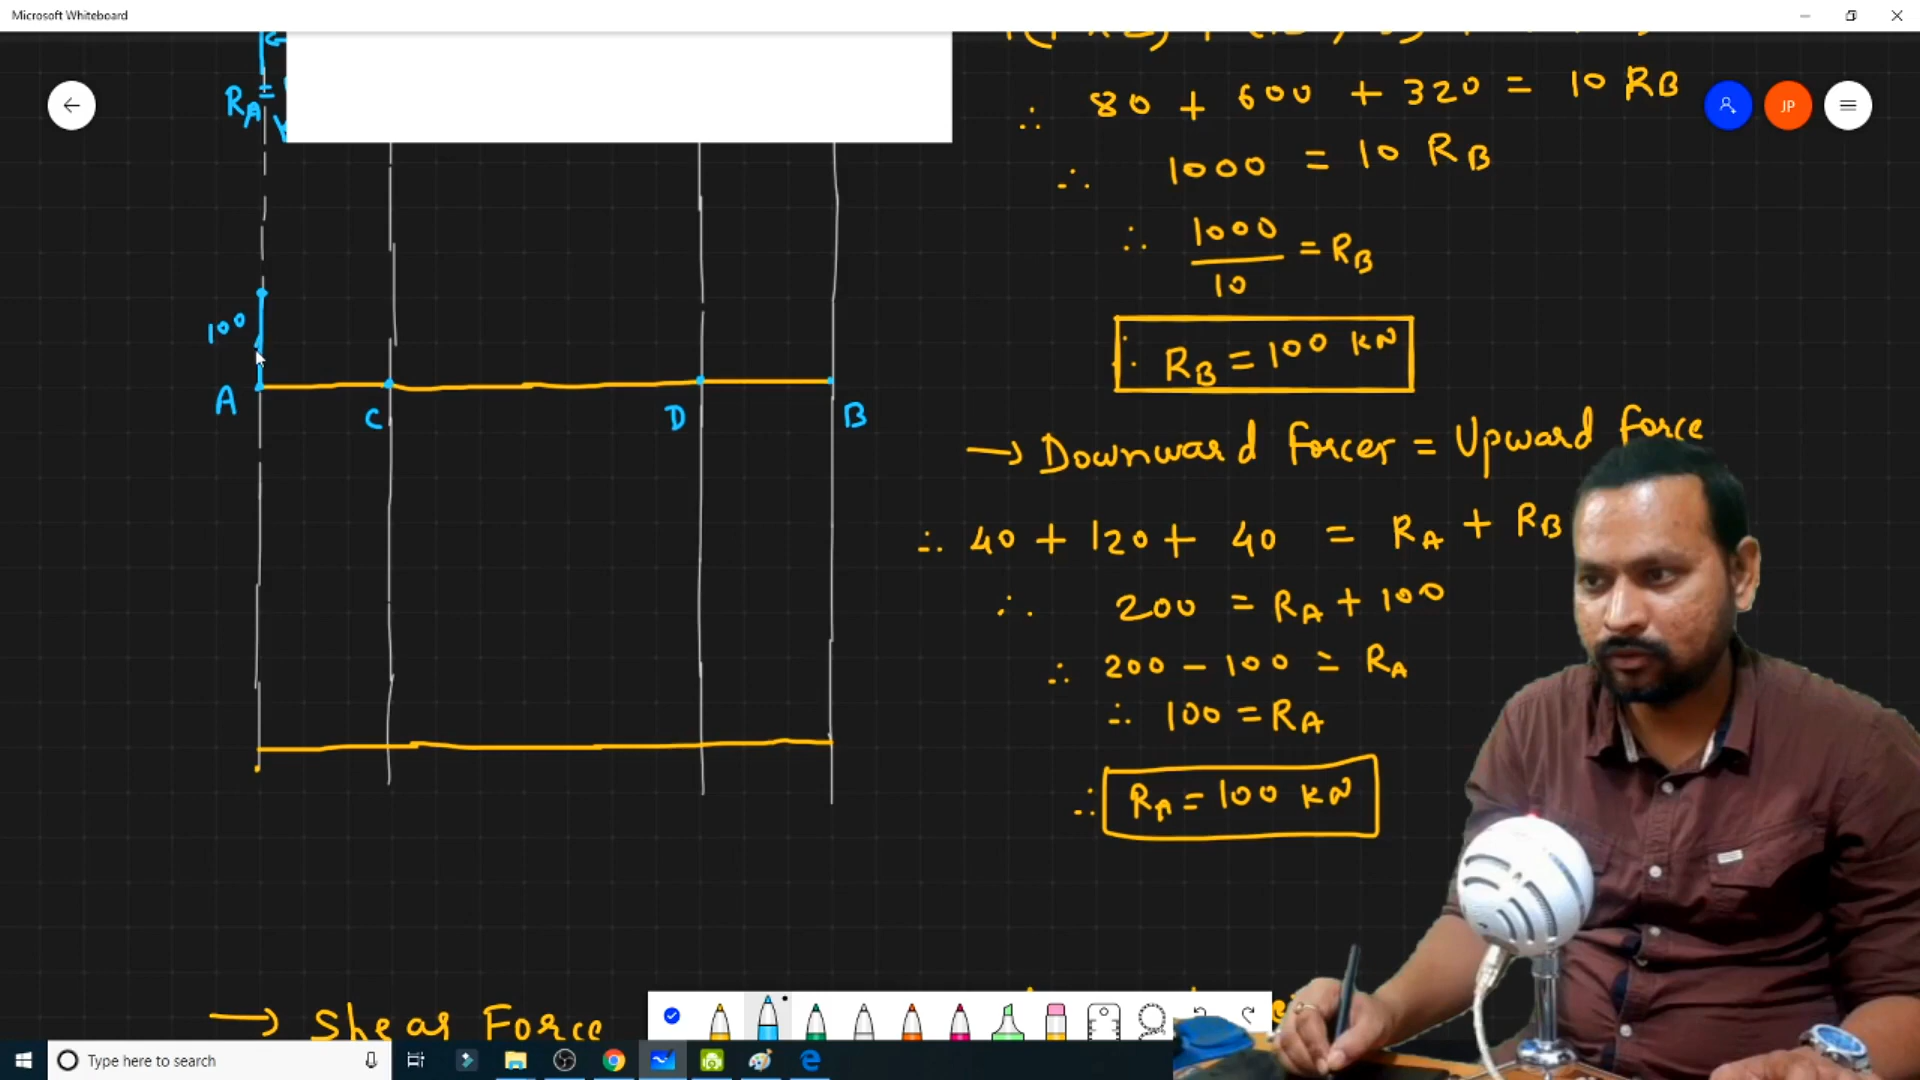 Microsoft Whiteboard
RA =
80 + 600 + 320 = 10 RB
JP
∴ 1000 = 10 RB
∴ 1000/10 = RB
100
∴ RB = 100 kN
A
C
D
B
→ Downward Forces = Upward Force
∴ 40 + 120 + 40 = RA + RB
∴ 200 = RA + 100
∴ 200 - 100 = RA
∴ 100 = RA
∴ RA = 100 kN
→ Shear Force
Type here to search